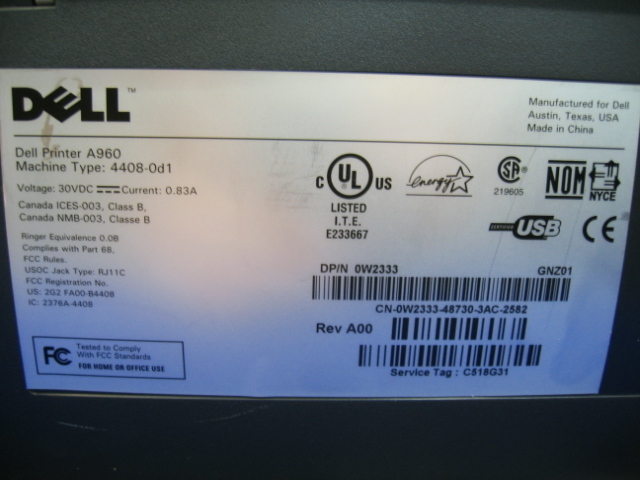 DELL™
Manufactured for Dell
Austin, Texas, USA
Made in China
Dell Printer A960
Machine Type: 4408-0d1
Voltage: 30VDC Current: 0.83A
Canada ICES-003, Class B,
Canada NMB-003, Classe B
Ringer Equivalence 0.0B
Complies with Part 68,
FCC Rules.
USOC Jack Type: RJ11C
FCC Registration No.
US: 2G2 FA00-B4408
IC: 2376A-4408
C UL US
LISTED
I.T.E.
E233667
energy
SA
219605
NOM
NYCE
CERTIFIED USB
CE
DP/N 0W2333 GNZ01
CN-0W2333-48730-3AC-2582
Rev A00
Service Tag : C518G31
FC Tested to Comply
With FCC Standards
FOR HOME OR OFFICE USE